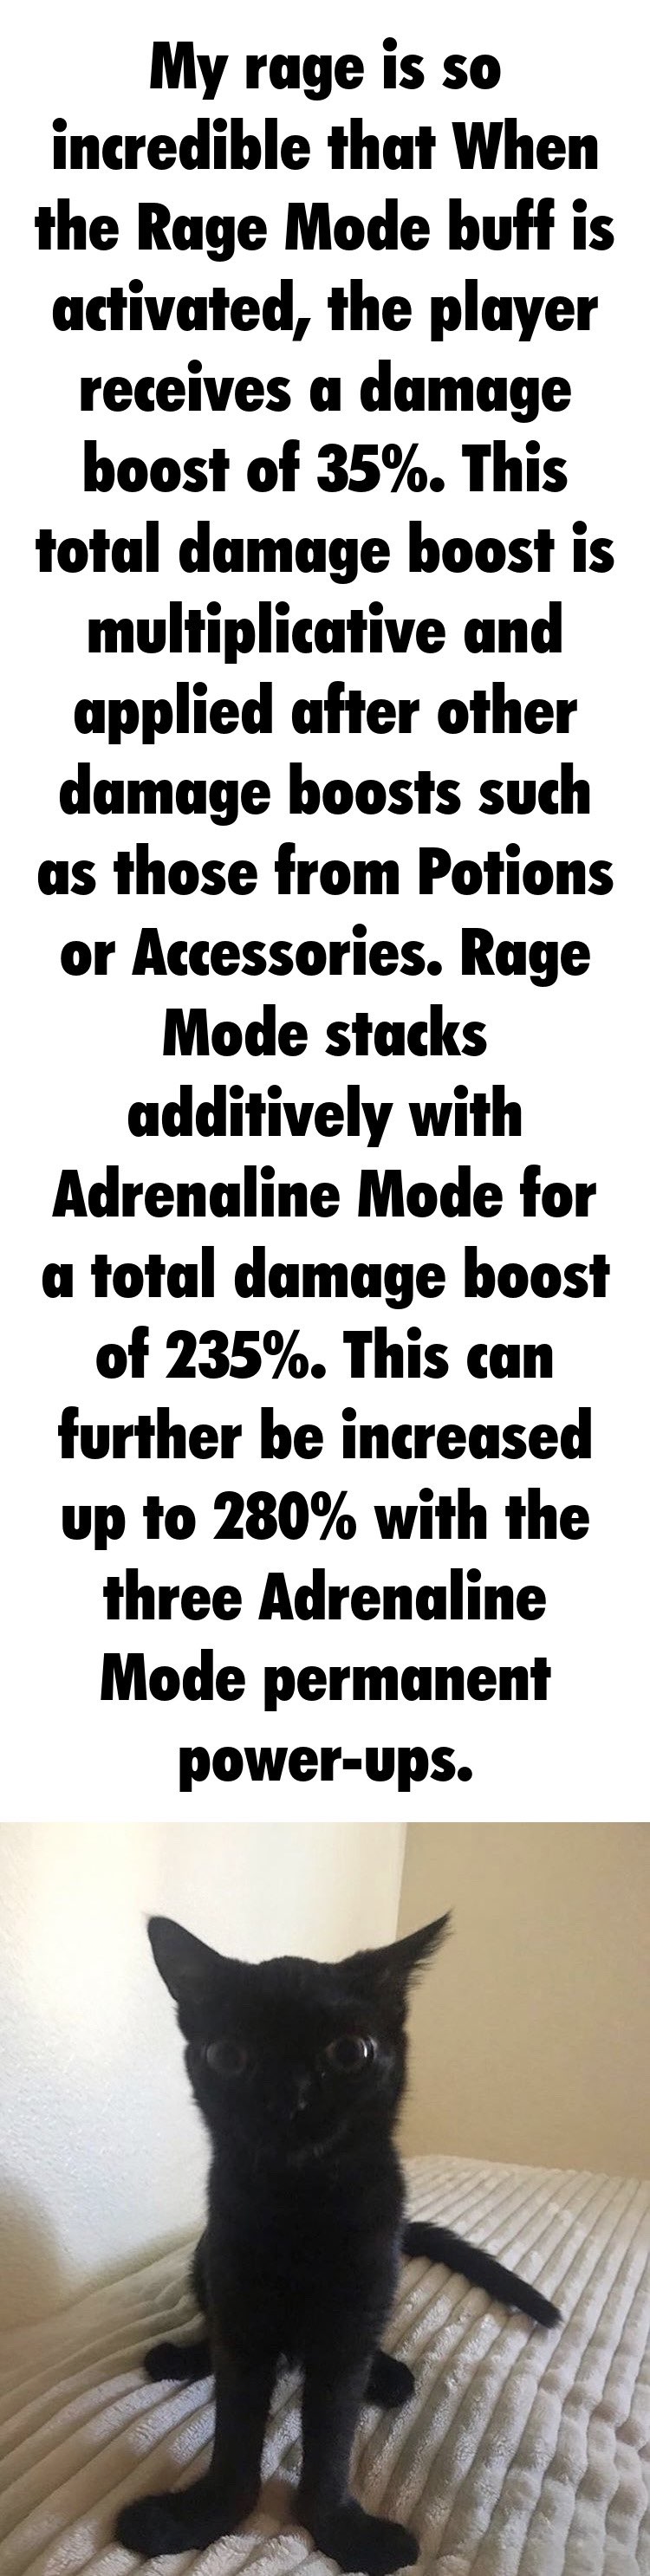 My rage is so
incredible that When
the Rage Mode buff is
activated, the player
receives a damage
boost of 35%. This
total damage boost is
multiplicative and
applied after other
damage boosts such
as those from Potions
or Accessories. Rage
Mode stacks
additively with
Adrenaline Mode for
a total damage boost
of 235%. This can
further be increased
up to 280% with the
three Adrenaline
Mode permanent
power-ups.